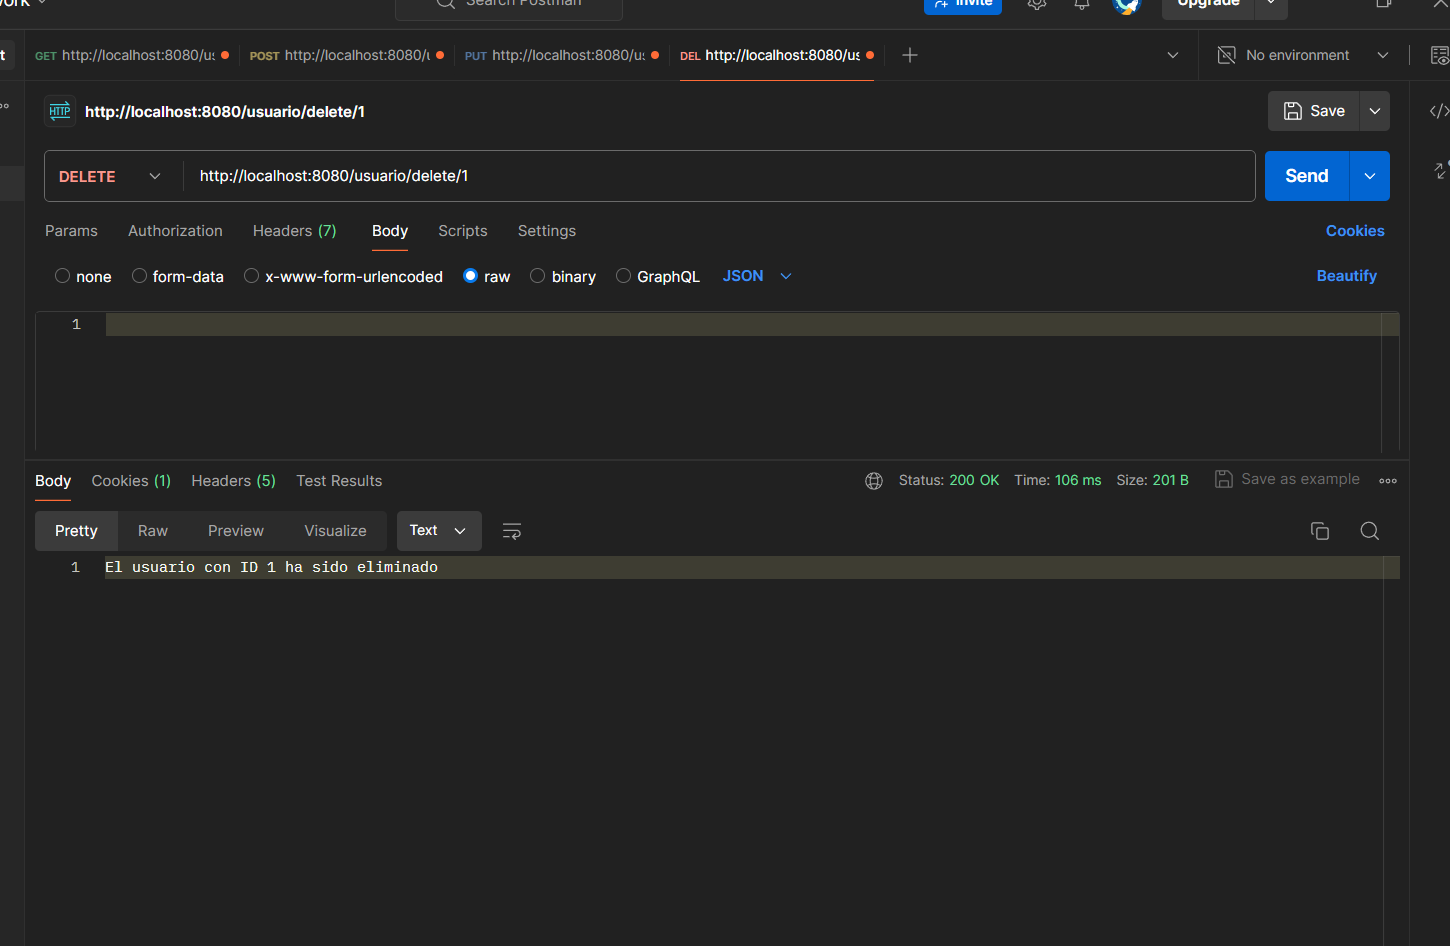 Search Postman
Invite
Upgrade
GET http://localhost:8080/us
POST http://localhost:8080/u
PUT http://localhost:8080/us
DEL http://localhost:8080/us
No environment
HTTP
http://localhost:8080/usuario/delete/1
Save
DELETE
http://localhost:8080/usuario/delete/1
Send
Params
Authorization
Headers (7)
Body
Scripts
Settings
Cookies
none
form-data
x-www-form-urlencoded
raw
binary
GraphQL
JSON
Beautify
1
Body
Cookies (1)
Headers (5)
Test Results
Status: 200 OK
Time: 106 ms
Size: 201 B
Save as example
Pretty
Raw
Preview
Visualize
Text
1 El usuario con ID 1 ha sido eliminado